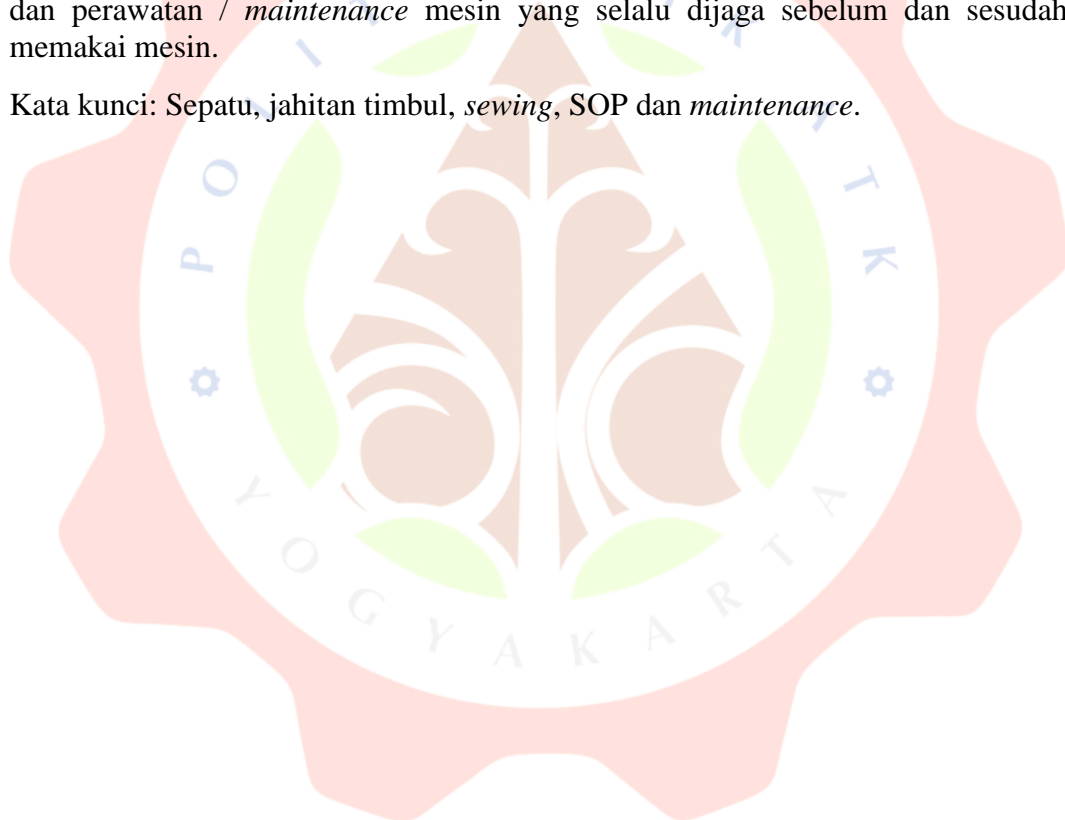 dan perawatan / maintenance mesin yang selalu dijaga sebelum dan sesudah
memakai mesin.
Kata kunci: Sepatu, jahitan timbul, sewing, SOP dan maintenance.
YOGYAKARTA